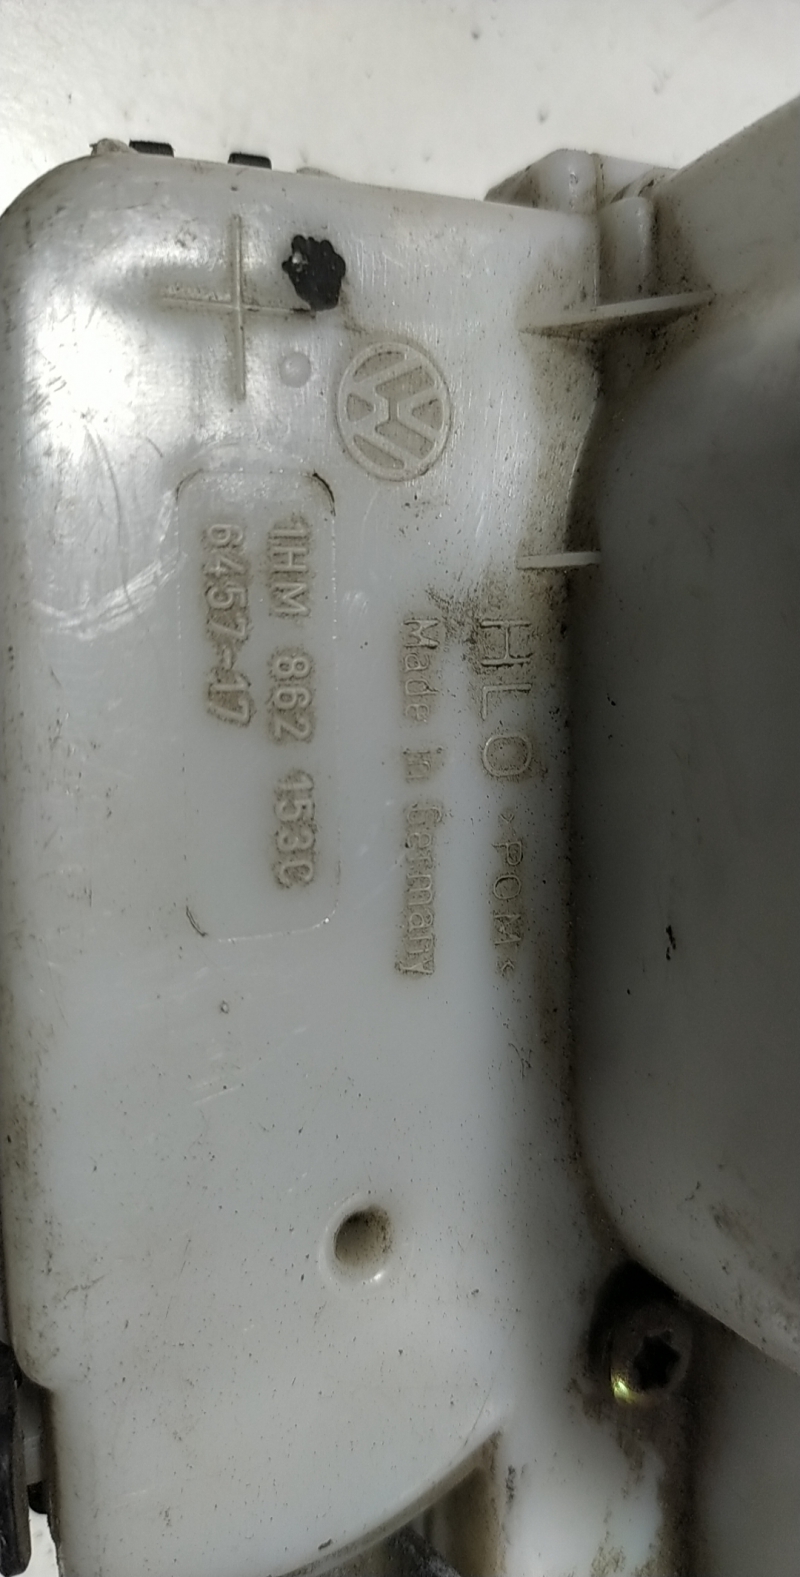 HLO >POM<
Made in Germany
1HM 862 153C
6457-17